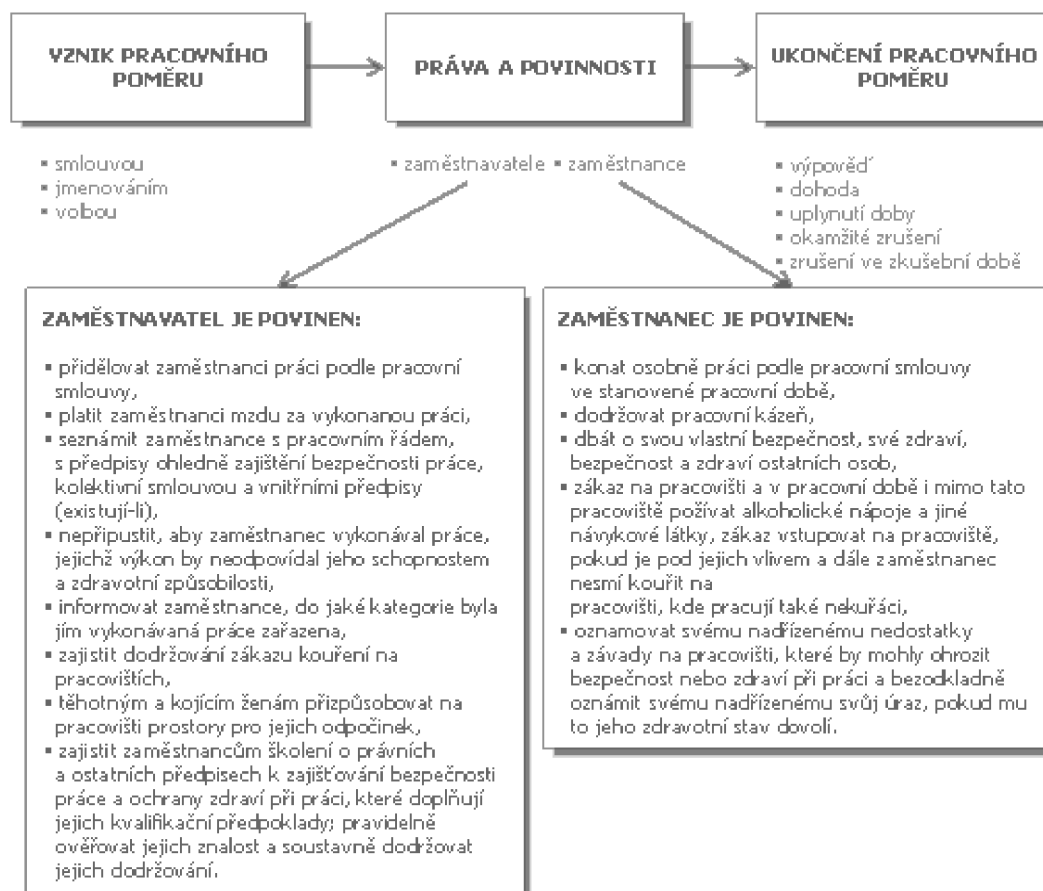 VZNIK PRACOVNÍHO
POMĚRU
PRÁVA A POVINNOSTI
UKONČENÍ PRACOVNÍHO
POMĚRU
▪ smlouvou
▪ jmenováním
▪ volbou
▪ zaměstnavatele ▪ zaměstnance
▪ výpovědí
▪ dohoda
▪ uplynutí doby
▪ okamžité zrušení
▪ zrušení ve zkušební době
ZAMĚSTNAVATEL JE POVINEN:
▪ přidělovat zaměstnanci práci podle pracovní
smlouvy,
▪ platit zaměstnanci mzdu za vykonanou práci,
▪ seznámit zaměstnance s pracovním řádem,
s předpisy ohledně zajištění bezpečnosti práce,
kolektivní smlouvou a vnitřními předpisy
(existují-li),
▪ nepřipustit, aby zaměstnanec vykonával práce,
jejichž výkon by neodpovídal jeho schopnostem
a zdravotní způsobilosti,
▪ informovat zaměstnance, do jaké kategorie byla
jím vykonávaná práce zařazena,
▪ zajistit dodržování zákazu kouření na
pracovištích,
▪ těhotným a kojícím ženám přizpůsobovat na
pracovišti prostory pro jejich odpočinek,
▪ zajistit zaměstnancům školení o právních
a ostatních předpisech k zajišťování bezpečnosti
práce a ochrany zdraví při práci, které doplňují
jejich kvalifikační předpoklady; pravidelně
ověřovat jejich znalost a soustavně dodržovat
jejich dodržování.
ZAMĚSTNANEC JE POVINEN:
▪ konat osobně práci podle pracovní smlouvy
ve stanovené pracovní době,
▪ dodržovat pracovní kázeň,
▪ dbát o svou vlastní bezpečnost, své zdraví,
bezpečnost a zdraví ostatních osob,
▪ zákaz na pracovišti a v pracovní době i mimo tato
pracoviště požívat alkoholické nápoje a jiné
návykové látky, zákaz vstupovat na pracoviště,
pokud je pod jejich vlivem a dále zaměstnanec
nesmí kouřit na
pracovišti, kde pracují také nekuřáci,
▪ oznamovat svému nadřízenému nedostatky
a závady na pracovišti, které by mohly ohrozit
bezpečnost nebo zdraví při práci a bezodkladně
oznámit svému nadřízenému svůj úraz, pokud mu
to jeho zdravotní stav dovolí.